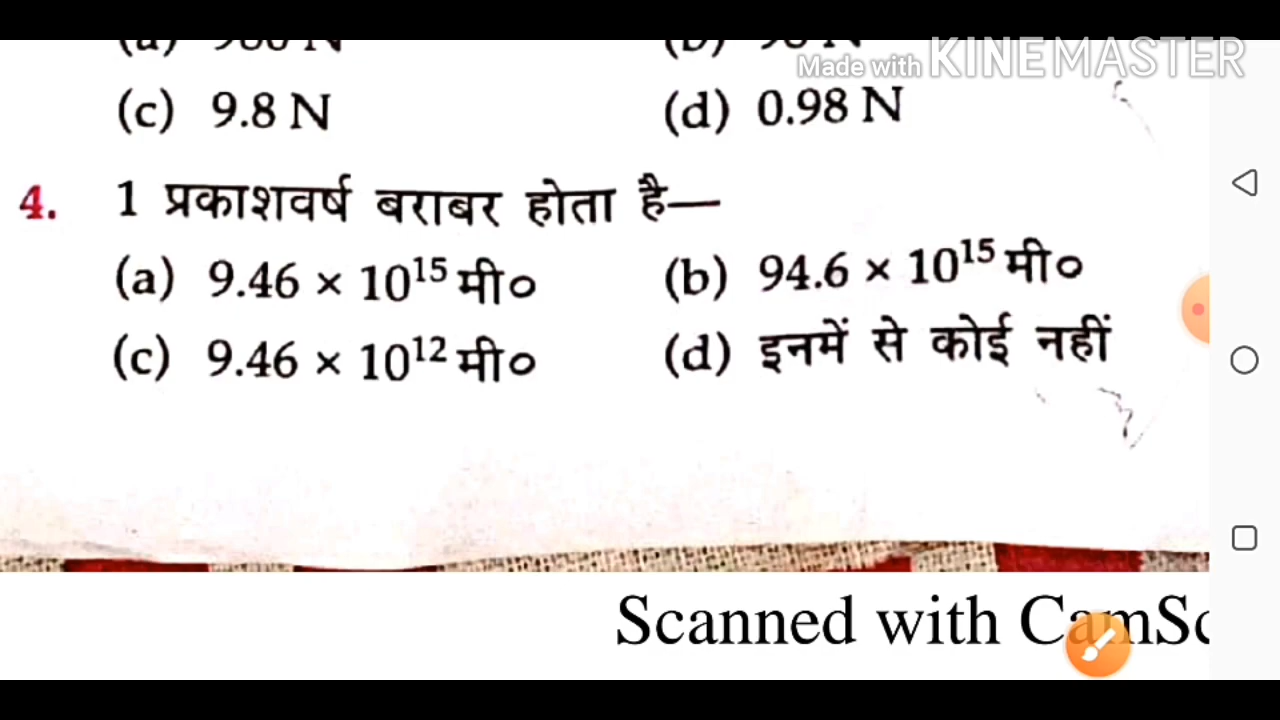 Made with KINEMASTER
(c) 9.8 N (d) 0.98 N
4. 1 प्रकाशवर्ष बराबर होता है—
(a) 9.46 × 10¹⁵ मी० (b) 94.6 × 10¹⁵ मी०
(c) 9.46 × 10¹² मी० (d) इनमें से कोई नहीं
Scanned with